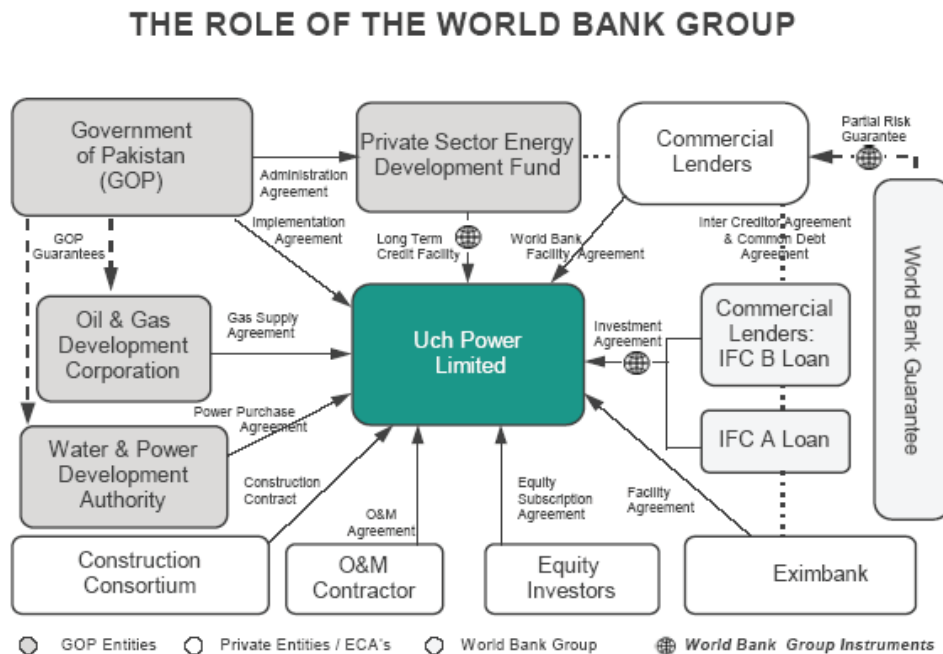 THE ROLE OF THE WORLD BANK GROUP
Government
of Pakistan
(GOP)
Private Sector Energy
Development Fund
Commercial
Lenders
Partial Risk
Guarantee
Administration
Agreement
Implementation
Agreement
GOP
Guarantees
Long Term
Credit Facility
World Bank
Facility Agreement
Inter Creditor Agreement
& Common Debt
Agreement
World Bank Guarantee
Oil & Gas
Development
Corporation
Gas Supply
Agreement
Uch Power
Limited
Investment
Agreement
Commercial
Lenders:
IFC B Loan
Power Purchase
Agreement
IFC A Loan
Water & Power
Development
Authority
Construction
Contract
O&M
Agreement
Equity
Subscription
Agreement
Facility
Agreement
Construction
Consortium
O&M
Contractor
Equity
Investors
Eximbank
GOP Entities
Private Entities / ECA's
World Bank Group
World Bank Group Instruments